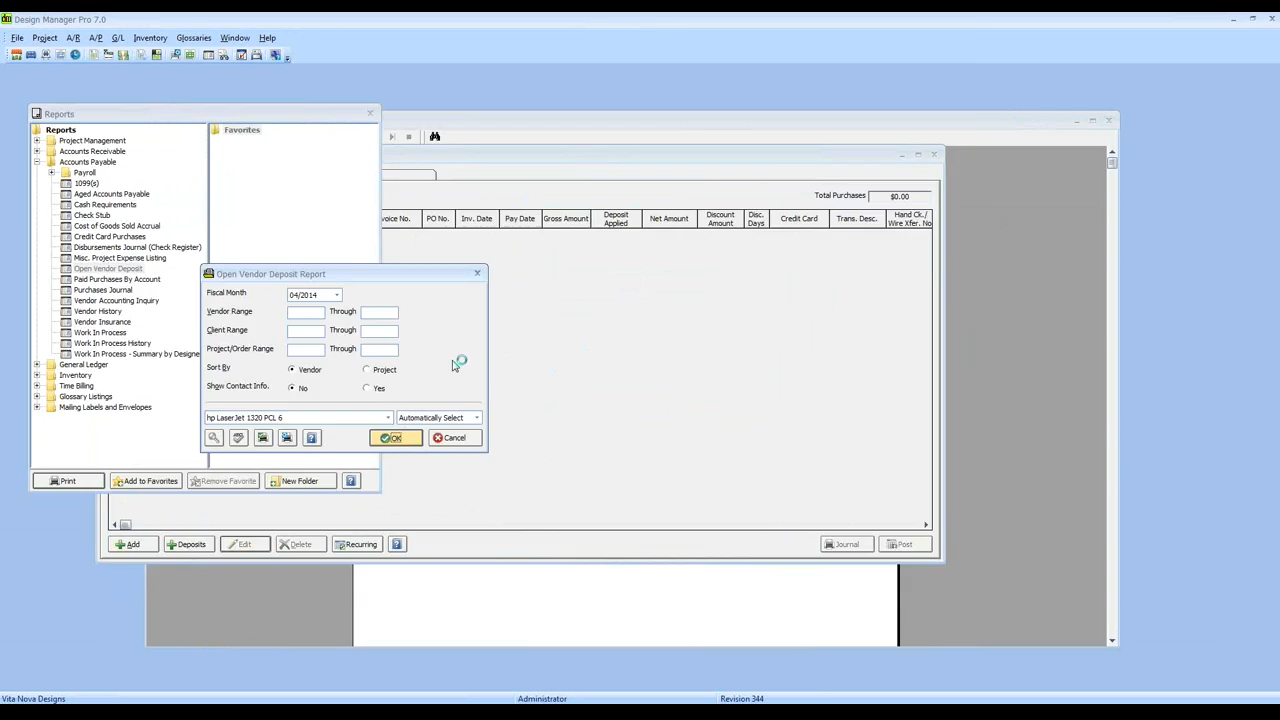 dm Design Manager Pro 7.0
File Project A/R A/P G/L Inventory Glossaries Window Help
Reports
Reports
Project Management
Accounts Receivable
Accounts Payable
Payroll
1099(s)
Aged Accounts Payable
Cash Requirements
Check Stub
Cost of Goods Sold Accrual
Credit Card Purchases
Disbursements Journal (Check Register)
Misc. Project Expense Listing
Open Vendor Deposit
Paid Purchases By Account
Purchases Journal
Vendor Accounting Inquiry
Vendor History
Vendor Insurance
Work In Process
Work In Process History
Work In Process - Summary by Designe
General Ledger
Inventory
Time Billing
Glossary Listings
Mailing Labels and Envelopes
Favorites
Print Add to Favorites Remove Favorite New Folder
Total Purchases $0.00
voice No. PO No. Inv. Date Pay Date Gross Amount Deposit Applied Net Amount Discount Amount Disc. Days Credit Card Trans. Desc. Hand Ck./ Wire Xfer. No
Open Vendor Deposit Report
Fiscal Month 04/2014
Vendor Range Through
Client Range Through
Project/Order Range Through
Sort By Vendor Project
Show Contact Info. No Yes
hp LaserJet 1320 PCL 6 Automatically Select
OK Cancel
Add Deposits Edit Delete Recurring Journal Post
Vita Nova Designs Administrator Revision 344